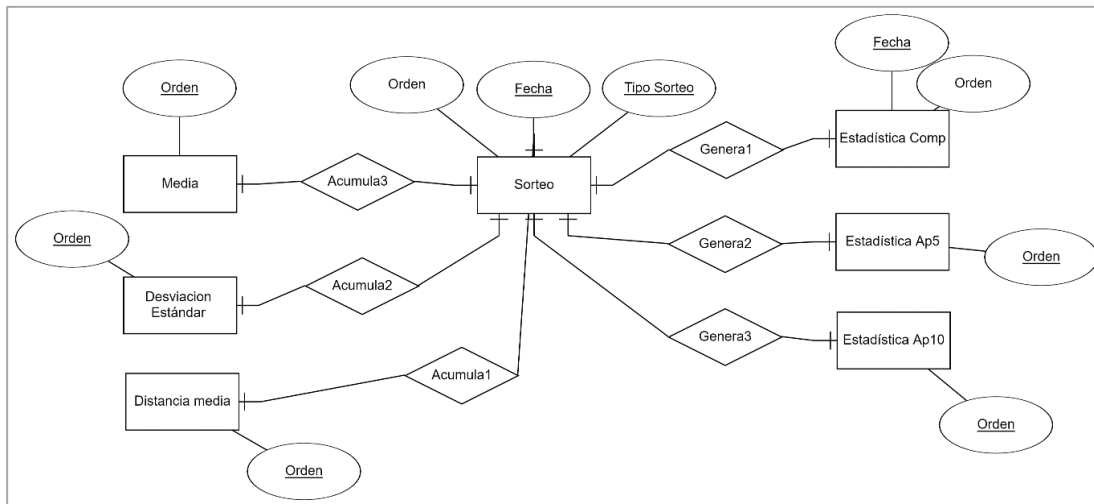 Fecha
Orden
Orden
Orden
Fecha
Tipo Sorteo
Genera1
Estadística Comp
Media
Acumula3
Sorteo
Orden
Genera2
Estadística Ap5
Orden
Desviacion
Estándar
Acumula2
Genera3
Estadística Ap10
Distancia media
Acumula1
Orden
Orden